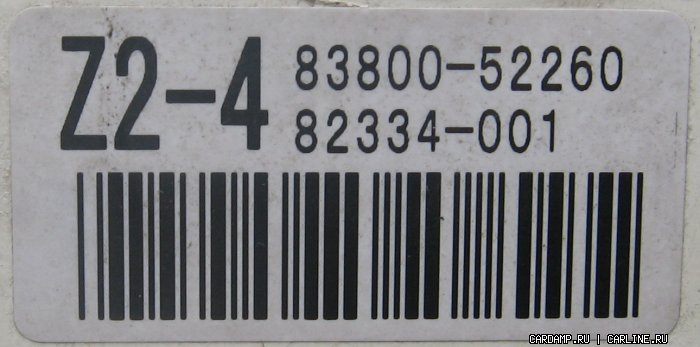 Z2-4
83800-52260
82334-001
CARDAMP.RU | CARLINE.RU